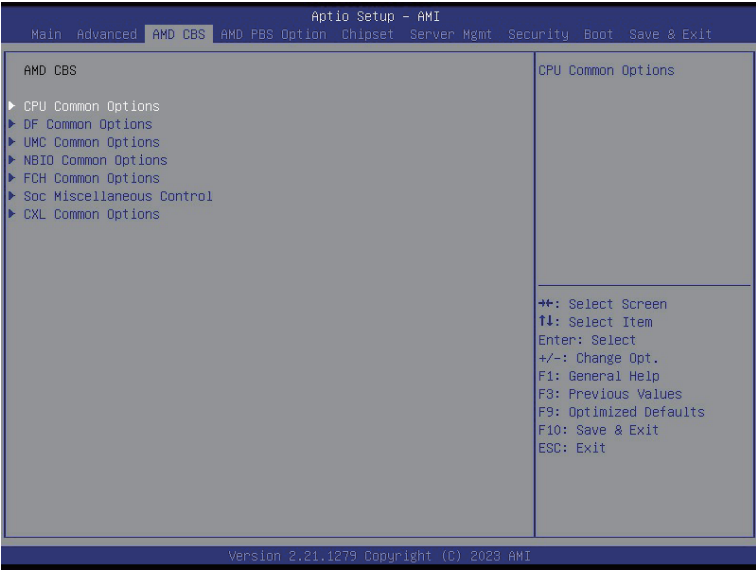 Aptio Setup – AMI
Main Advanced AMD CBS AMD PBS Option Chipset Server Mgmt Security Boot Save & Exit
AMD CBS
CPU Common Options
DF Common Options
UMC Common Options
NBIO Common Options
FCH Common Options
Soc Miscellaneous Control
CXL Common Options
CPU Common Options
→←: Select Screen
↑↓: Select Item
Enter: Select
+/-: Change Opt.
F1: General Help
F3: Previous Values
F9: Optimized Defaults
F10: Save & Exit
ESC: Exit
Version 2.21.1279 Copyright (C) 2023 AMI